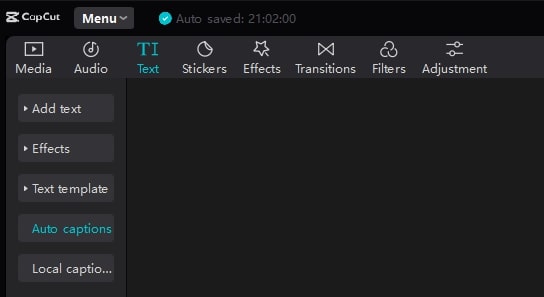 CapCut Menu Auto saved: 21:02:00
Media Audio TI Text Stickers Effects Transitions Filters Adjustment
Add text
Effects
Text template
Auto captions
Local captio...